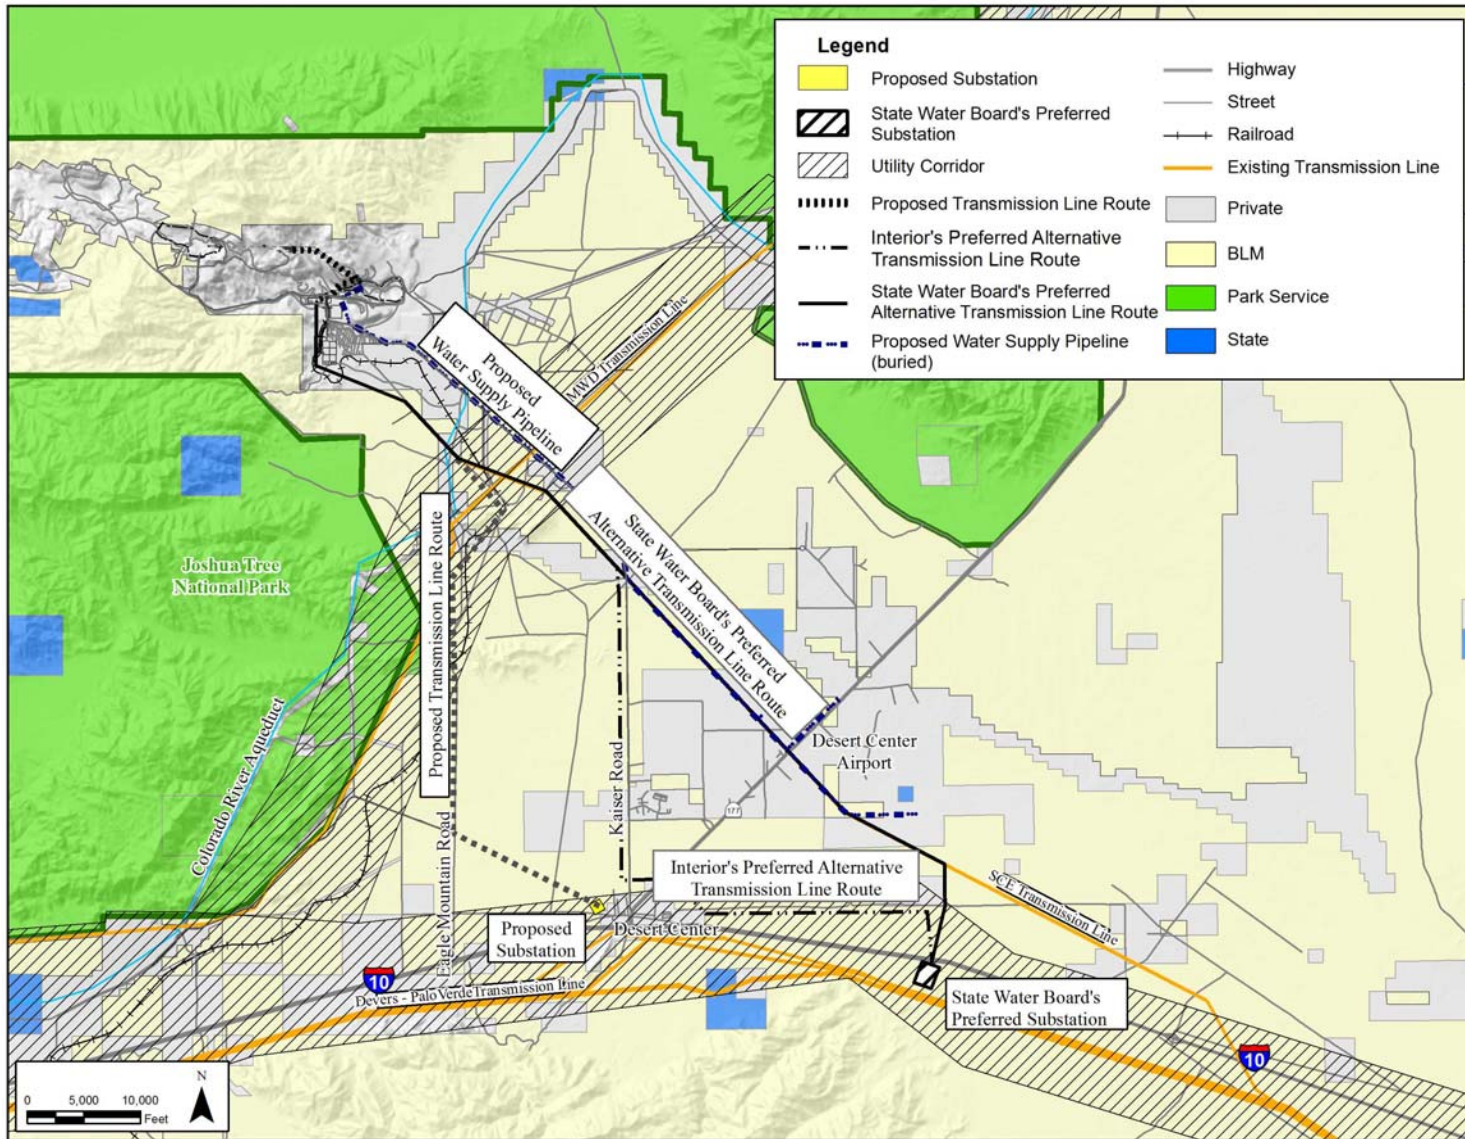 Legend
Proposed Substation
State Water Board's Preferred
Substation
Utility Corridor
Proposed Transmission Line Route
Interior's Preferred Alternative
Transmission Line Route
State Water Board's Preferred
Alternative Transmission Line Route
Proposed Water Supply Pipeline
(buried)
Highway
Street
Railroad
Existing Transmission Line
Private
BLM
Park Service
State
Proposed
Water Supply Pipeline
MWD Transmission Line
State Water Board's Preferred
Alternative Transmission Line Route
Proposed Transmission Line Route
Joshua Tree
National Park
Colorado River Aqueduct
Eagle Mountain Road
Kaiser Road
Desert Center
Airport
177
Interior's Preferred Alternative
Transmission Line Route
SCE Transmission Line
Proposed
Substation
Desert Center
10
Devers - PaloVerdeTransmission Line
State Water Board's
Preferred Substation
10
N
0 5,000 10,000
Feet